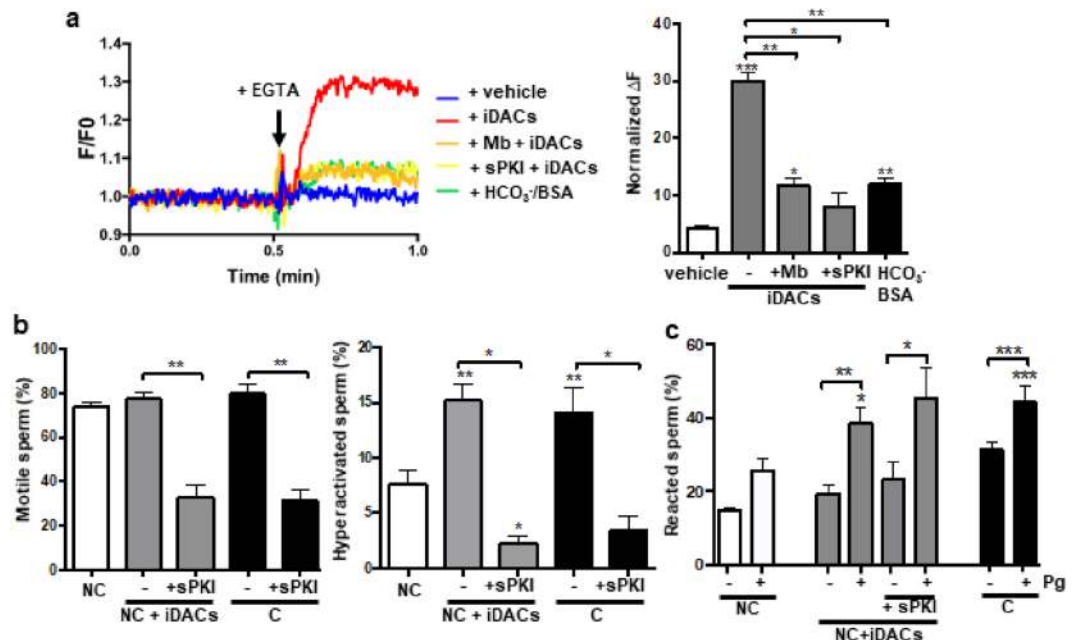 a
F/F0
1.4
1.3
1.2
1.1
1.0
0.9
0.0
0.5
1.0
Time (min)
+ EGTA
+ vehicle
+ iDACs
+ Mb + iDACs
+ sPKI + iDACs
+ HCO₃⁻/BSA
Normalized ΔF
40
30
20
10
0
**
*
**
***
*
**
vehicle - +Mb +sPKI HCO₃⁻
iDACs BSA
b
Motile sperm (%)
100
80
60
40
20
0
** **
NC - +sPKI - +sPKI
NC + iDACs C
Hyperactivated sperm (%)
20
15
10
5
0
* *
** **
*
NC - +sPKI - +sPKI
NC + iDACs C
c
Reacted sperm (%)
60
40
20
0
* ***
** ***
*
- + - + - + - + Pg
NC + sPKI C
NC+iDACs